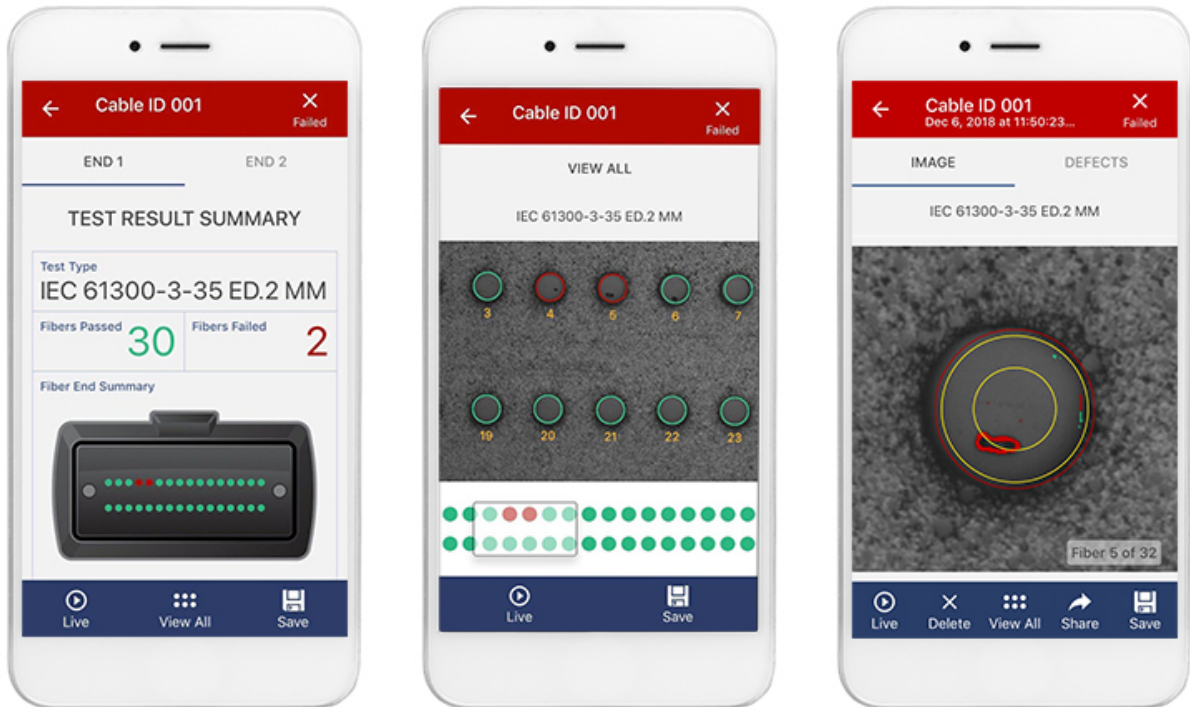 Cable ID 001
Failed
END 1 END 2
TEST RESULT SUMMARY
Test Type
IEC 61300-3-35 ED.2 MM
Fibers Passed 30 Fibers Failed 2
Fiber End Summary
Live View All Save
Cable ID 001
Failed
VIEW ALL
IEC 61300-3-35 ED.2 MM
3 4 5 6 7
19 20 21 22 23
Live Save
Cable ID 001
Dec 6, 2018 at 11:50:23...
Failed
IMAGE DEFECTS
IEC 61300-3-35 ED.2 MM
Fiber 5 of 32
Live Delete View All Share Save